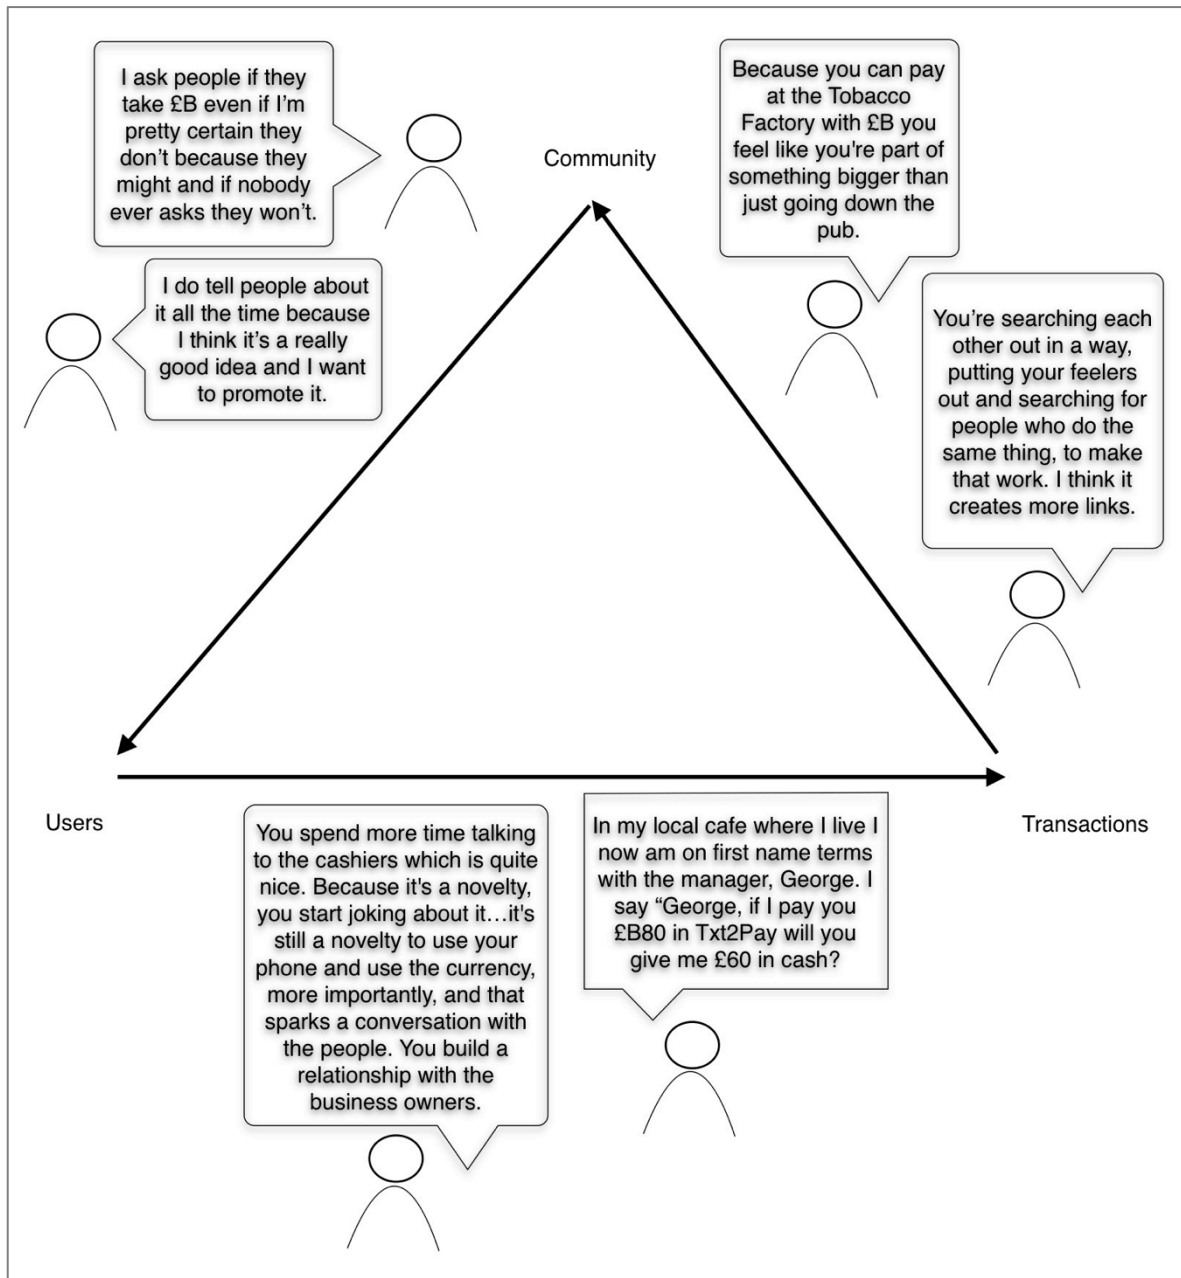 I ask people if they
take £B even if I’m
pretty certain they
don’t because they
might and if nobody
ever asks they won’t.
Community
Because you can pay
at the Tobacco
Factory with £B you
feel like you're part of
something bigger than
just going down the
pub.
I do tell people about
it all the time because
I think it’s a really
good idea and I want
to promote it.
You’re searching each
other out in a way,
putting your feelers
out and searching for
people who do the
same thing, to make
that work. I think it
creates more links.
Users
Transactions
You spend more time talking
to the cashiers which is quite
nice. Because it's a novelty,
you start joking about it…it's
still a novelty to use your
phone and use the currency,
more importantly, and that
sparks a conversation with
the people. You build a
relationship with the
business owners.
In my local cafe where I live I
now am on first name terms
with the manager, George. I
say “George, if I pay you
£B80 in Txt2Pay will you
give me £60 in cash?